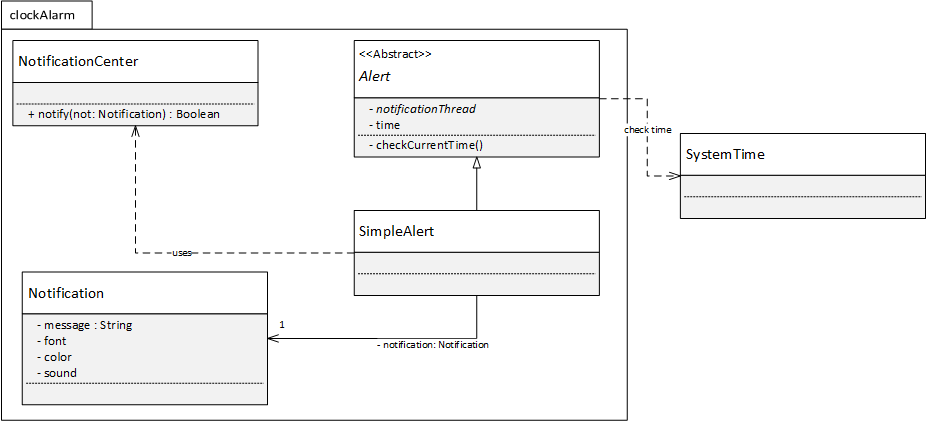 clockAlarm
NotificationCenter
+ notify(not: Notification) : Boolean
<<Abstract>>
Alert
- notificationThread
- time
- checkCurrentTime()
check time
SystemTime
SimpleAlert
uses
Notification
- message : String
- font
- color
- sound
1
- notification: Notification